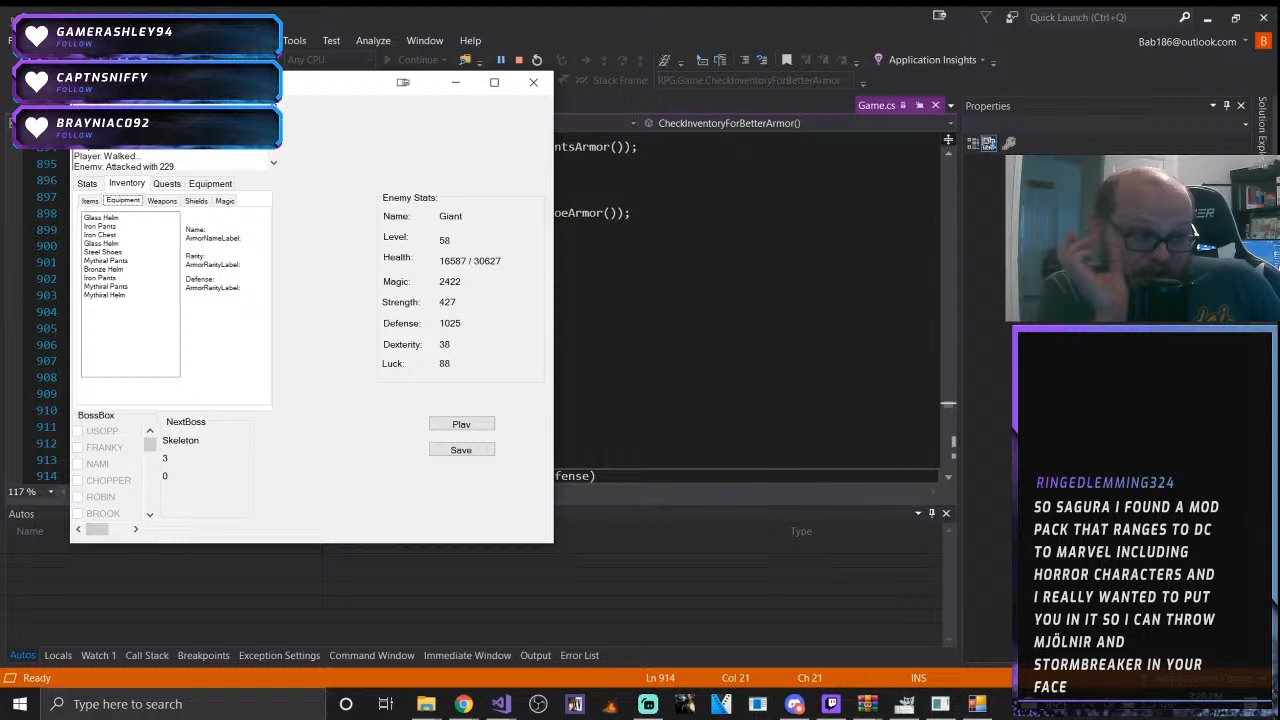 GAMERASHLEY94
FOLLOW
CAPTNSNIFFY
FOLLOW
BRAYNIAC092
FOLLOW
Tools Test Analyze Window Help
Quick Launch (Ctrl+Q)
Bab186@outlook.com
B
Any CPU
Continue
Application Insights
Stack Frame:
RPG.Game.CheckInventoryForBetterArmor
Game.cs
CheckInventoryForBetterArmor()
Properties
Solution Explorer
895
896
897
898
899
900
901
902
903
904
905
906
907
908
909
910
911
912
913
914
ntsArmor());
oeArmor());
fense)
Player: Walked...
Enemy: Attacked with 229
Stats Inventory Quests Equipment
Items Equipment Weapons Shields Magic
Glass Helm
Iron Pants
Iron Chest
Glass Helm
Steel Shoes
Mythiral Pants
Bronze Helm
Iron Pants
Mythiral Pants
Mythiral Helm
Name:
ArmorNameLabel:
Rarity:
ArmorRarityLabel:
Defense:
ArmorRarityLabel:
Enemy Stats:
Name: Giant
Level: 58
Health: 16587 / 30627
Magic: 2422
Strength: 427
Defense: 1025
Dexterity: 38
Luck: 88
BossBox
USOPP
FRANKY
NAMI
CHOPPER
ROBIN
BROOK
NextBoss
Skeleton
3
0
Play
Save
117 %
Autos
Name
Type
Autos Locals Watch 1 Call Stack Breakpoints Exception Settings Command Window Immediate Window Output Error List
Ready
Ln 914 Col 21 Ch 21 INS
Type here to search
RINGEDLEMMING324
SO SAGURA I FOUND A MOD
PACK THAT RANGES TO DC
TO MARVEL INCLUDING
HORROR CHARACTERS AND
I REALLY WANTED TO PUT
YOU IN IT SO I CAN THROW
MJÖLNIR AND
STORMBREAKER IN YOUR
FACE